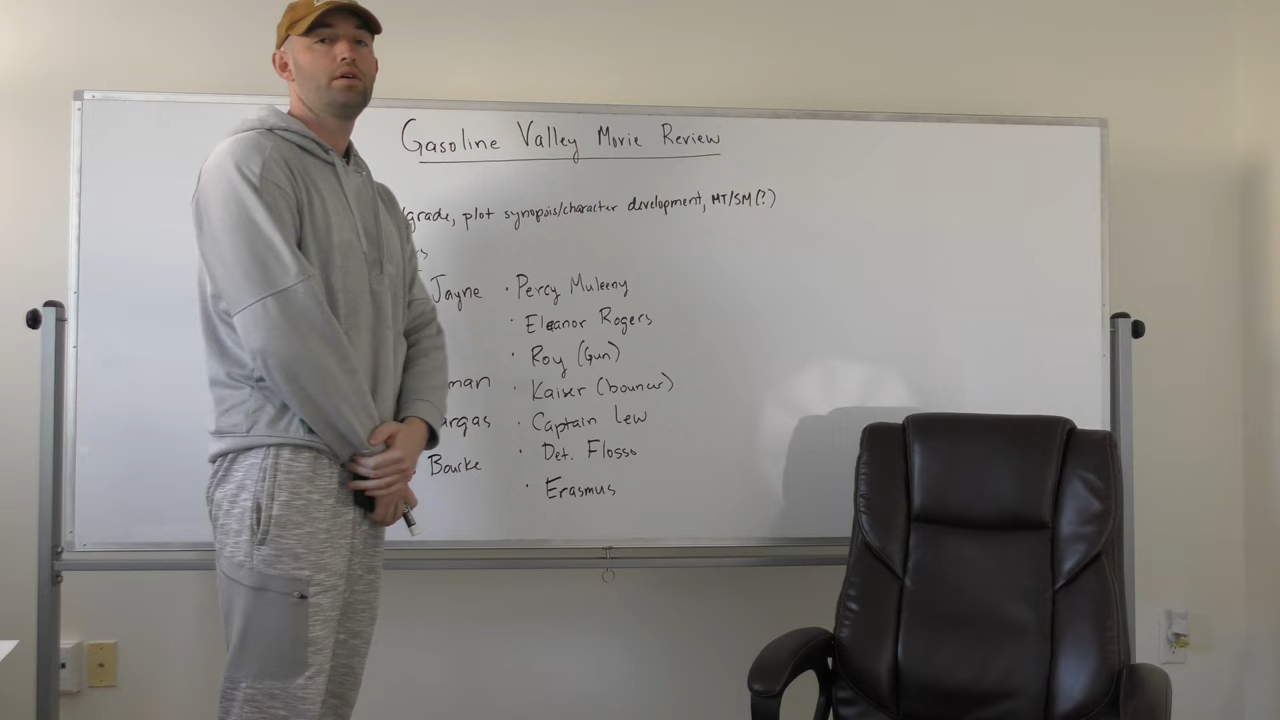 Gasoline Valley Movie Review
/grade, plot synopsis/character development, MT/SM(?)
Jayne · Percy Muleeny
· Eleanor Rogers
· Roy (Gun)
man · Kaiser (bouncer)
argas · Captain Lew
Bourke · Det. Flosso
· Erasmus